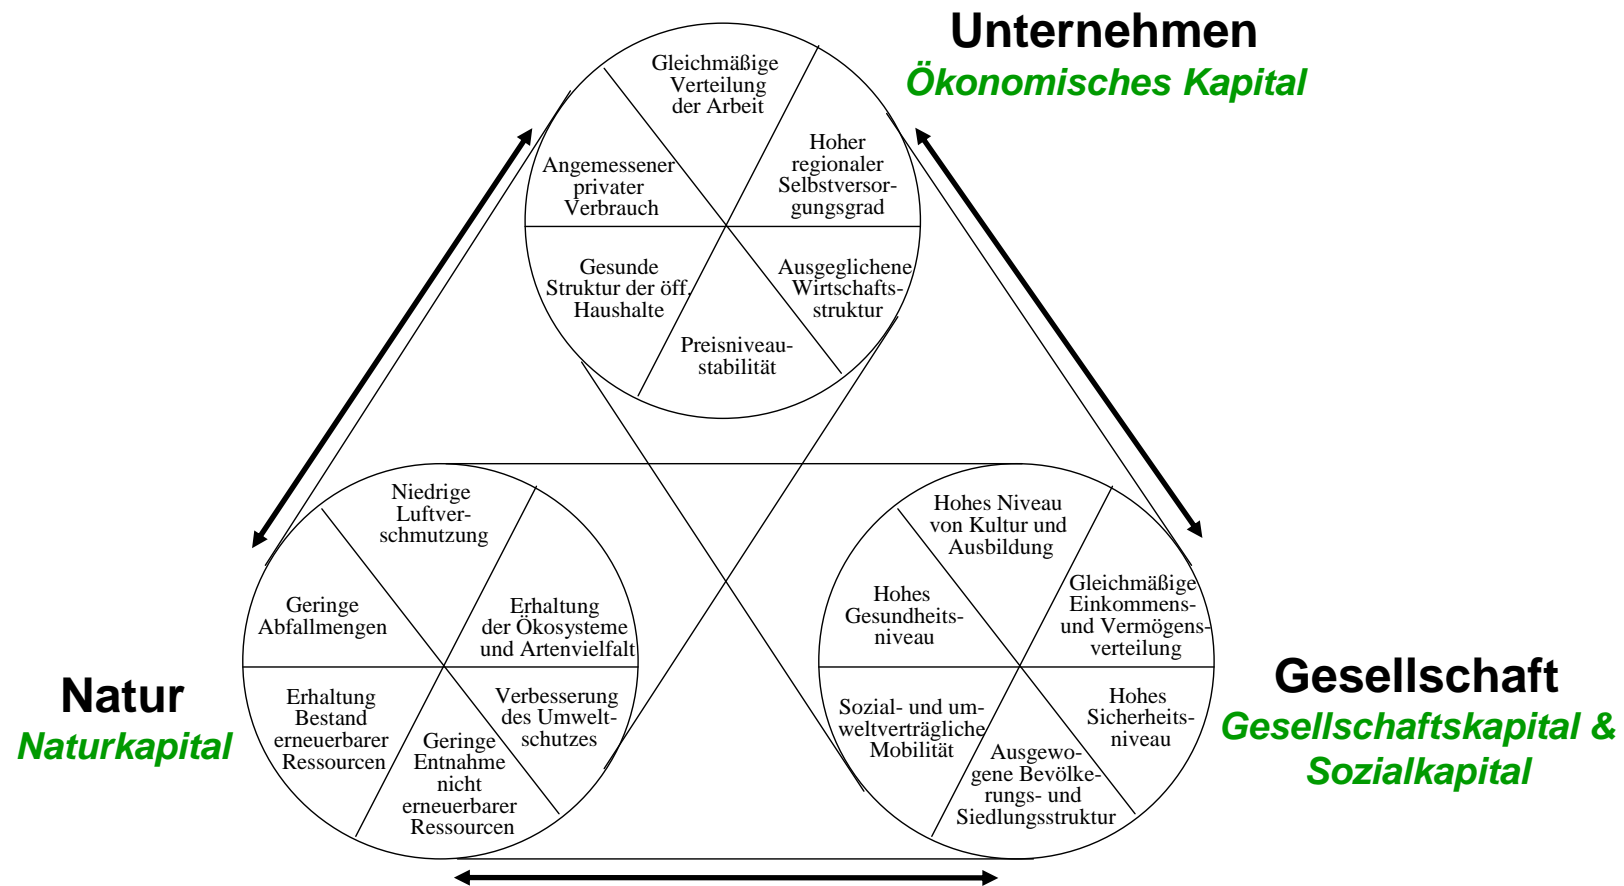 Unternehmen
Ökonomisches Kapital
Gleichmäßige
Verteilung
der Arbeit
Hoher
regionaler
Selbstversor-
gungsgrad
Angemessener
privater
Verbrauch
Gesunde
Struktur der öff.
Haushalte
Ausgeglichene
Wirtschafts-
struktur
Preisniveau-
stabilität
Natur
Naturkapital
Niedrige
Luftver-
schmutzung
Geringe
Abfallmengen
Erhaltung
der Ökosysteme
und Artenvielfalt
Erhaltung
Bestand
erneuerbarer
Ressourcen
Geringe
Entnahme
nicht
erneuerbarer
Ressourcen
Verbesserung
des Umwelt-
schutzes
Gesellschaft
Gesellschaftskapital &
Sozialkapital
Hohes Niveau
von Kultur und
Ausbildung
Hohes
Gesundheits-
niveau
Gleichmäßige
Einkommens-
und Vermögens-
verteilung
Sozial- und um-
weltverträgliche
Mobilität
Ausgewo-
gene Bevölke-
rungs- und
Siedlungsstruktur
Hohes
Sicherheits-
niveau